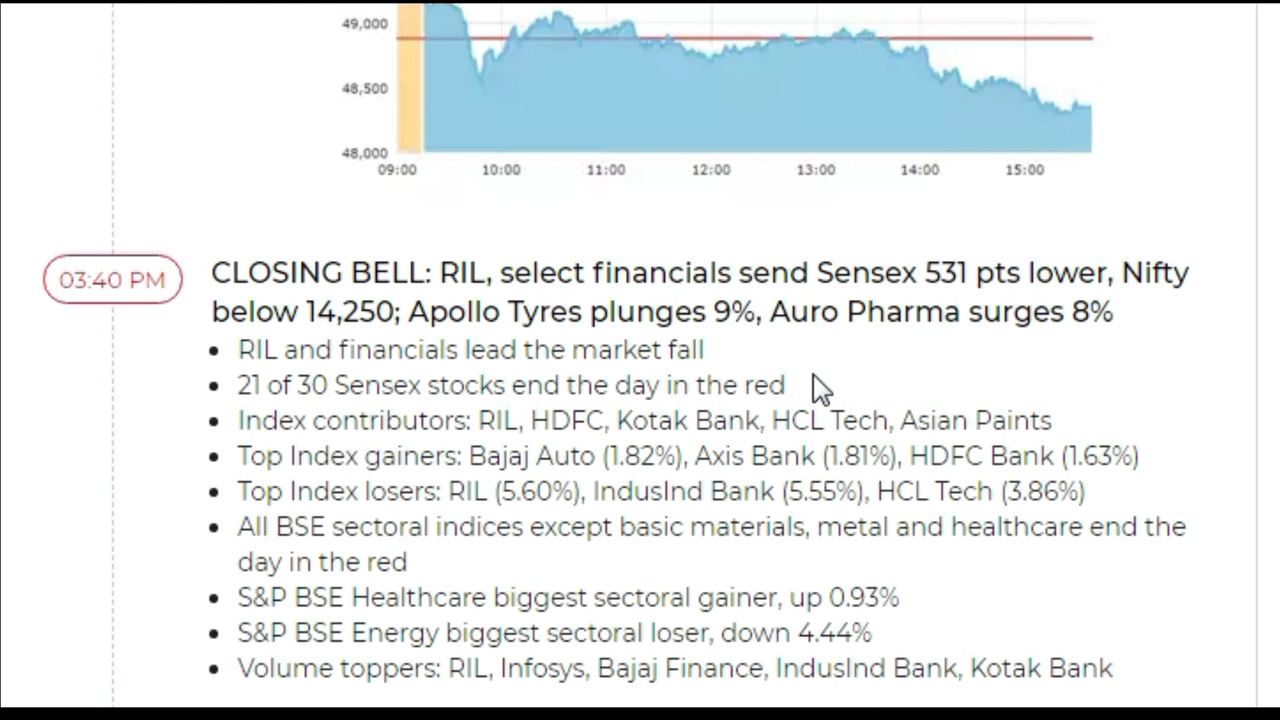 49,000
48,500
48,000
09:00 10:00 11:00 12:00 13:00 14:00 15:00
03:40 PM
CLOSING BELL: RIL, select financials send Sensex 531 pts lower, Nifty
below 14,250; Apollo Tyres plunges 9%, Auro Pharma surges 8%
• RIL and financials lead the market fall
• 21 of 30 Sensex stocks end the day in the red
• Index contributors: RIL, HDFC, Kotak Bank, HCL Tech, Asian Paints
• Top Index gainers: Bajaj Auto (1.82%), Axis Bank (1.81%), HDFC Bank (1.63%)
• Top Index losers: RIL (5.60%), IndusInd Bank (5.55%), HCL Tech (3.86%)
• All BSE sectoral indices except basic materials, metal and healthcare end the
day in the red
• S&P BSE Healthcare biggest sectoral gainer, up 0.93%
• S&P BSE Energy biggest sectoral loser, down 4.44%
• Volume toppers: RIL, Infosys, Bajaj Finance, IndusInd Bank, Kotak Bank